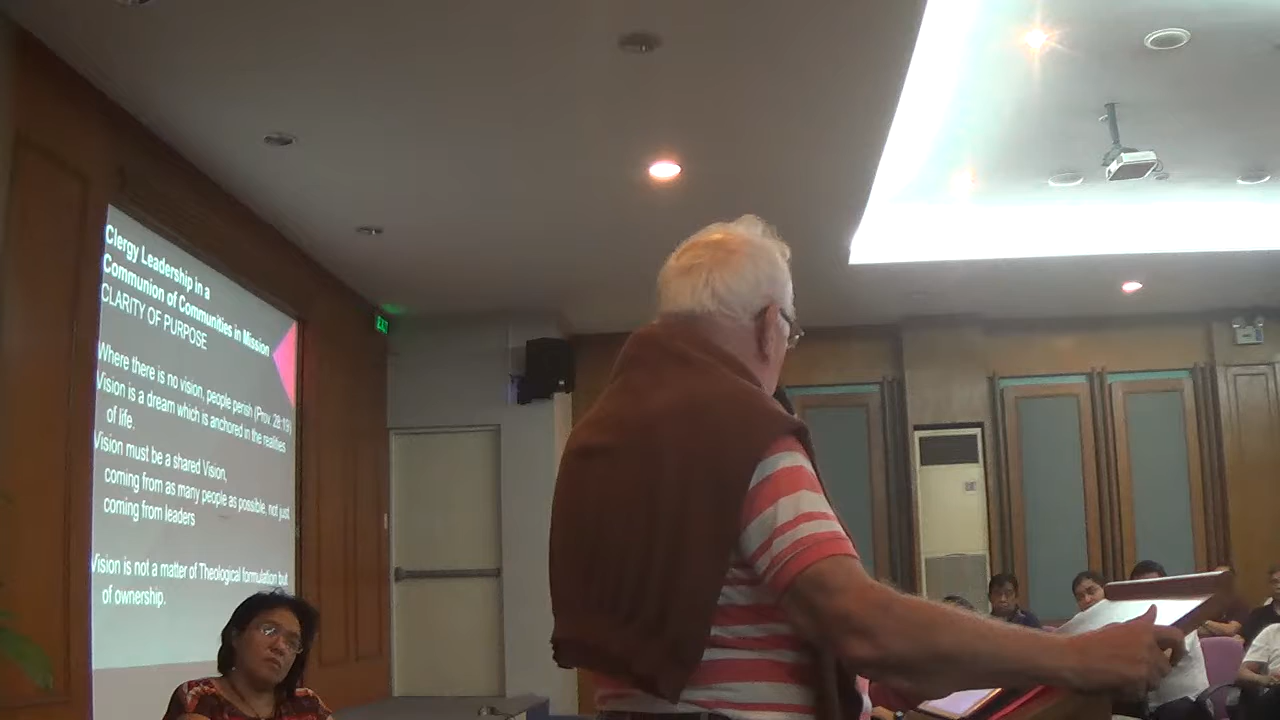 Clergy Leadership in a
Communion of Communities in Mission
CLARITY OF PURPOSE
Where there is no vision, people perish (Prov. 28:19)
Vision is a dream which is anchored in the realities
of life.
Vision must be a shared Vision,
coming from as many people as possible, not just
coming from leaders
Vision is not a matter of Theological formulation but
of ownership.
EXIT